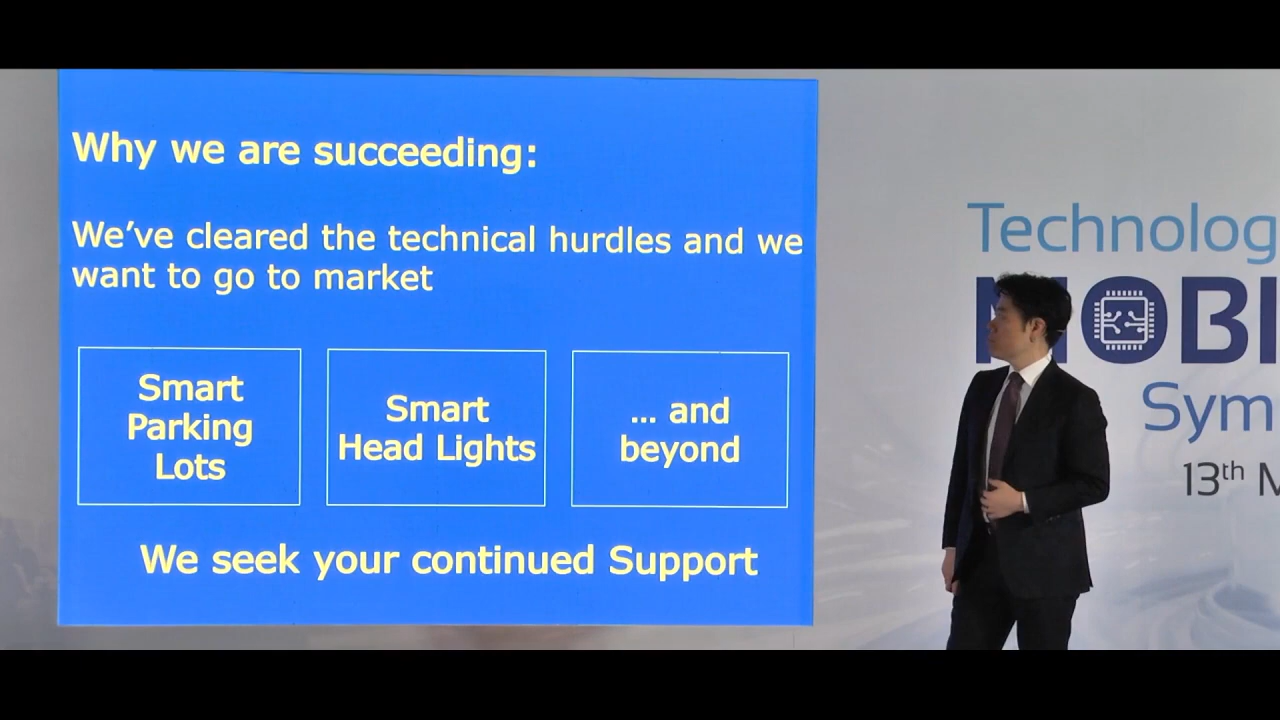 Why we are succeeding:
We've cleared the technical hurdles and we
want to go to market
Smart
Parking
Lots
Smart
Head Lights
... and
beyond
We seek your continued Support
Technolog
MOBI
Sym
13th M